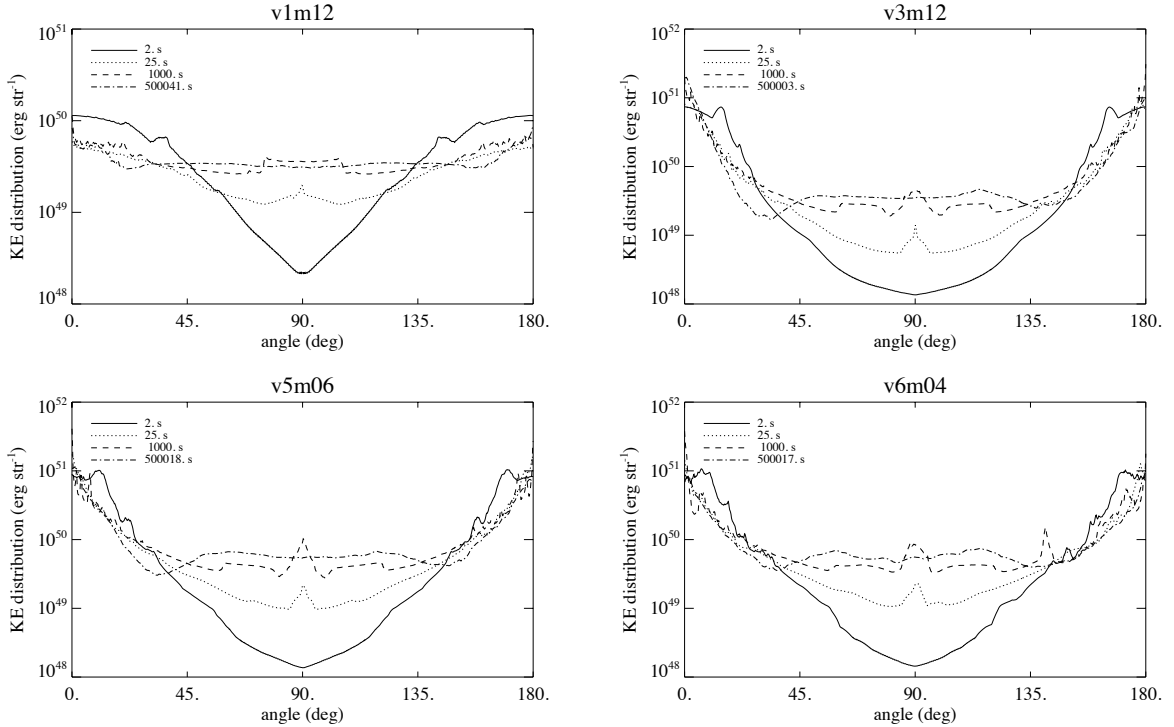 v1m12
10^51
10^50
10^49
10^48
KE distribution (erg str^-1)
2. s
25. s
1000. s
500041. s
0. 45. 90. 135. 180.
angle (deg)
v3m12
10^52
10^51
10^50
10^49
10^48
KE distribution (erg str^-1)
2. s
25. s
1000. s
500003. s
0. 45. 90. 135. 180.
angle (deg)
v5m06
10^52
10^51
10^50
10^49
10^48
KE distribution (erg str^-1)
2. s
25. s
1000. s
500018. s
0. 45. 90. 135. 180.
angle (deg)
v6m04
10^52
10^51
10^50
10^49
10^48
KE distribution (erg str^-1)
2. s
25. s
1000. s
500017. s
0. 45. 90. 135. 180.
angle (deg)